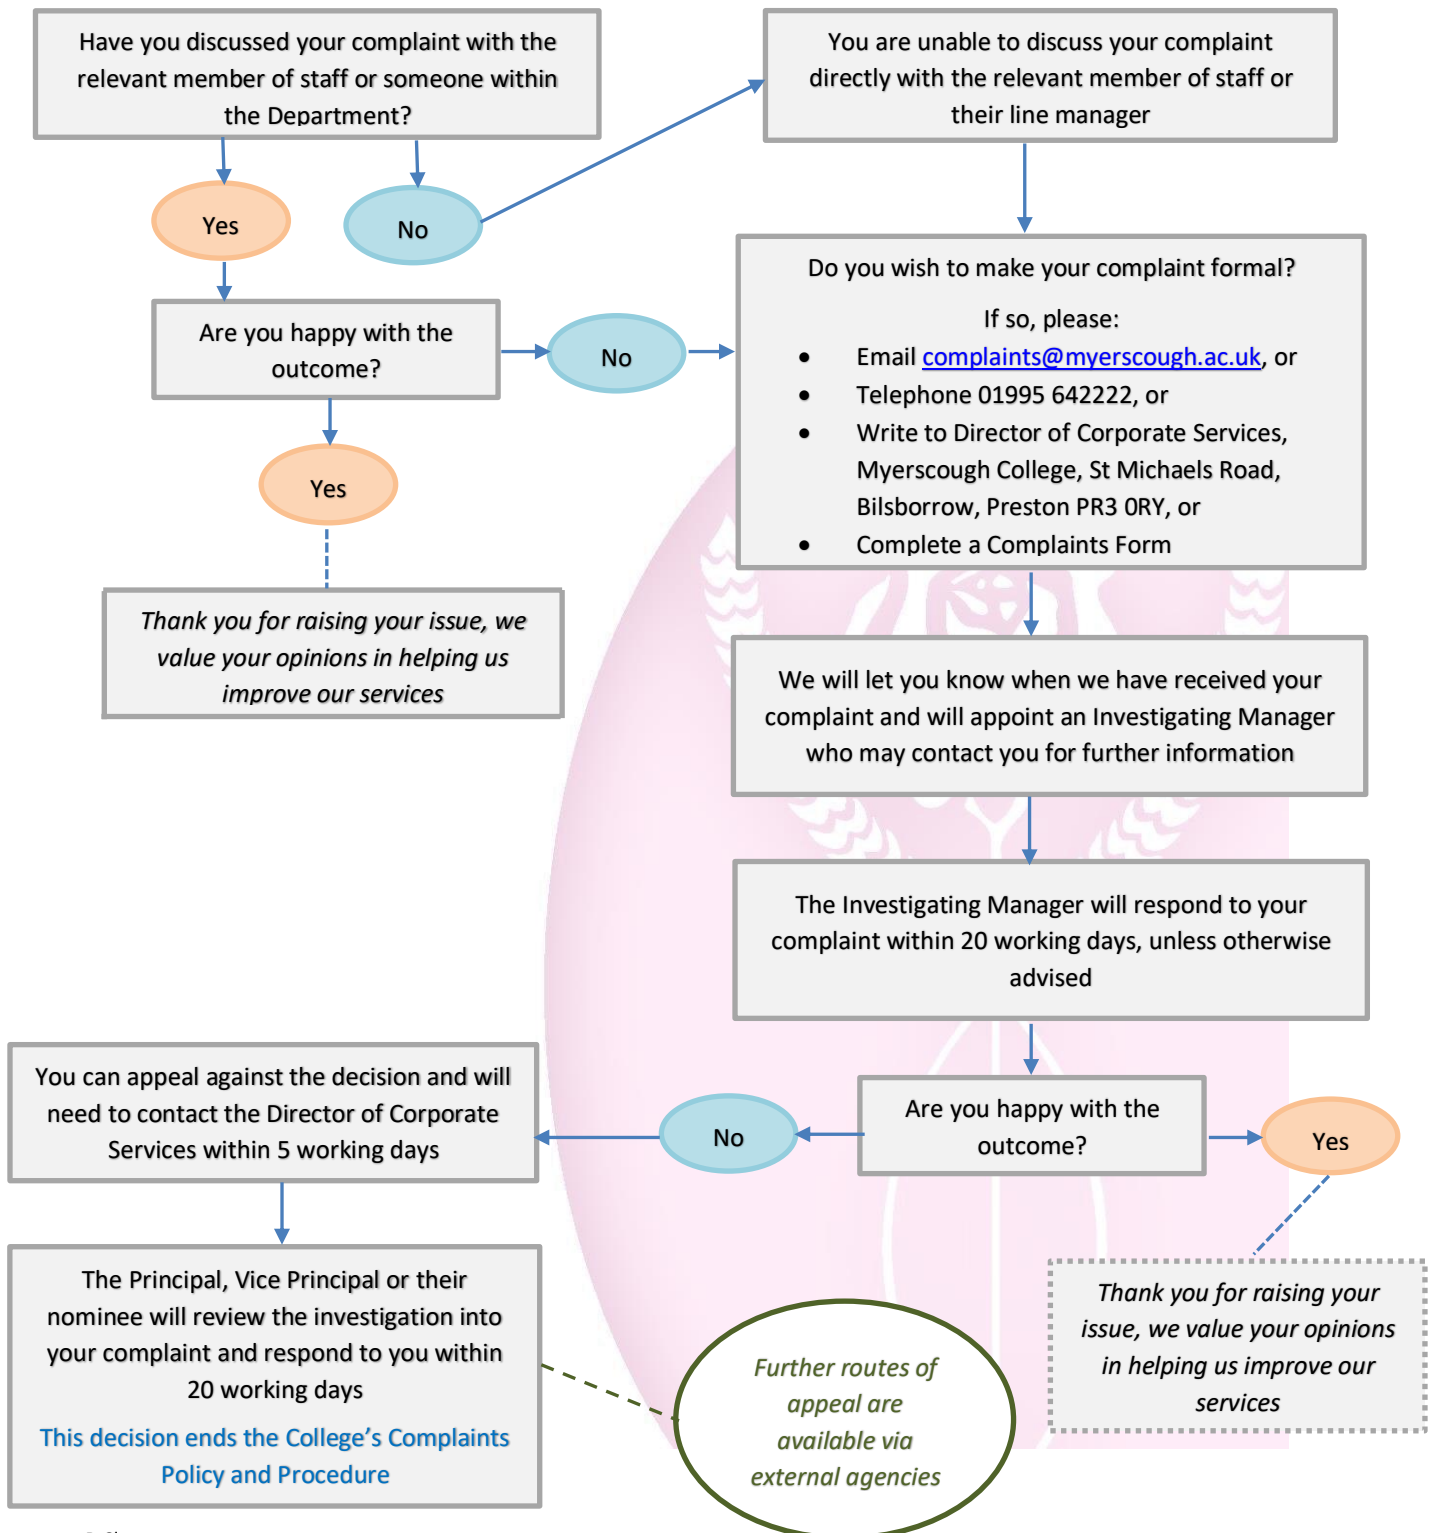 Have you discussed your complaint with the
relevant member of staff or someone within
the Department?
You are unable to discuss your complaint
directly with the relevant member of staff or
their line manager
Yes
No
Are you happy with the
outcome?
No
Do you wish to make your complaint formal?
If so, please:
• Email complaints@myerscough.ac.uk, or
• Telephone 01995 642222, or
• Write to Director of Corporate Services,
Myerscough College, St Michaels Road,
Bilsborrow, Preston PR3 0RY, or
• Complete a Complaints Form
Yes
Thank you for raising your issue, we
value your opinions in helping us
improve our services
We will let you know when we have received your
complaint and will appoint an Investigating Manager
who may contact you for further information
The Investigating Manager will respond to your
complaint within 20 working days, unless otherwise
advised
Are you happy with the
outcome?
No
Yes
You can appeal against the decision and will
need to contact the Director of Corporate
Services within 5 working days
Thank you for raising your
issue, we value your opinions
in helping us improve our
services
The Principal, Vice Principal or their
nominee will review the investigation into
your complaint and respond to you within
20 working days
This decision ends the College's Complaints
Policy and Procedure
Further routes of
appeal are
available via
external agencies